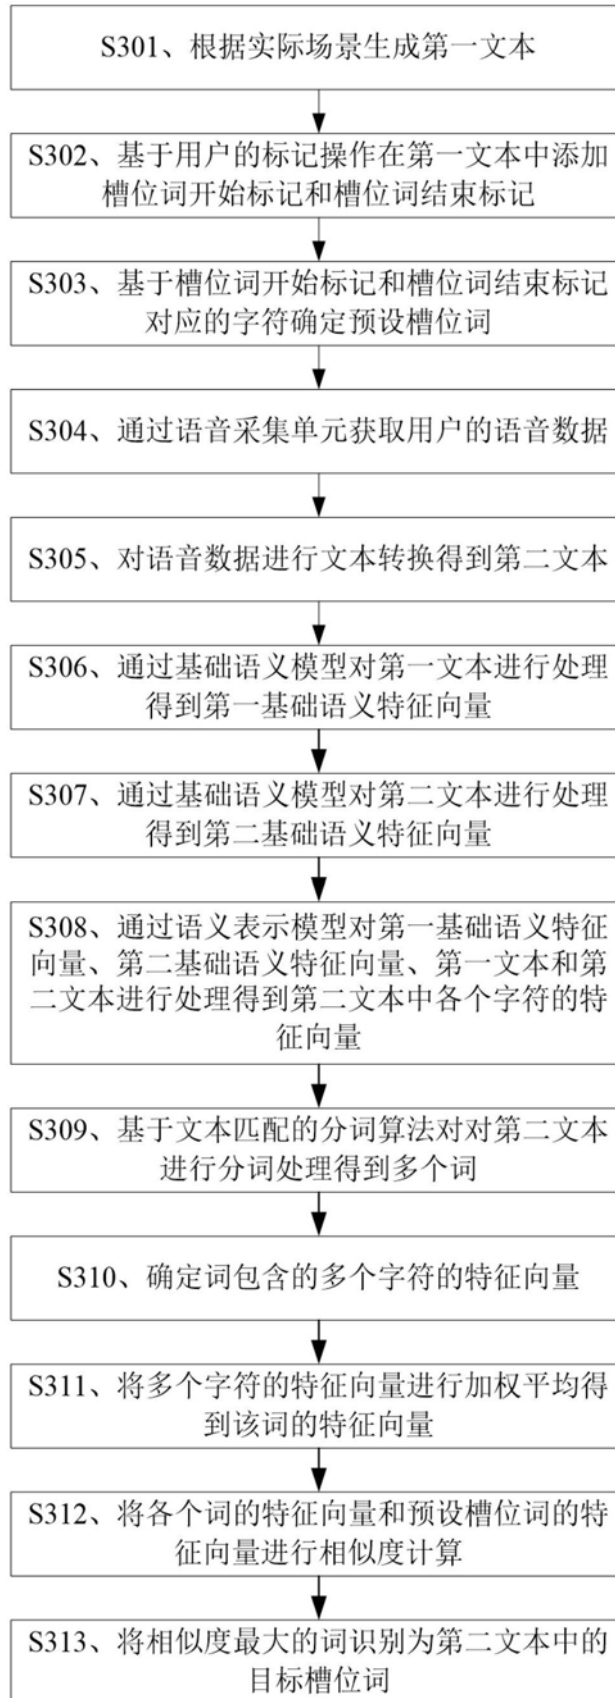 S301、根据实际场景生成第一文本
S302、基于用户的标记操作在第一文本中添加
槽位词开始标记和槽位词结束标记
S303、基于槽位词开始标记和槽位词结束标记
对应的字符确定预设槽位词
S304、通过语音采集单元获取用户的语音数据
S305、对语音数据进行文本转换得到第二文本
S306、通过基础语义模型对第一文本进行处理
得到第一基础语义特征向量
S307、通过基础语义模型对第二文本进行处理
得到第二基础语义特征向量
S308、通过语义表示模型对第一基础语义特征
向量、第二基础语义特征向量、第一文本和第
二文本进行处理得到第二文本中各个字符的特
征向量
S309、基于文本匹配的分词算法对对第二文本
进行分词处理得到多个词
S310、确定词包含的多个字符的特征向量
S311、将多个字符的特征向量进行加权平均得
到该词的特征向量
S312、将各个词的特征向量和预设槽位词的特
征向量进行相似度计算
S313、将相似度最大的词识别为第二文本中的
目标槽位词